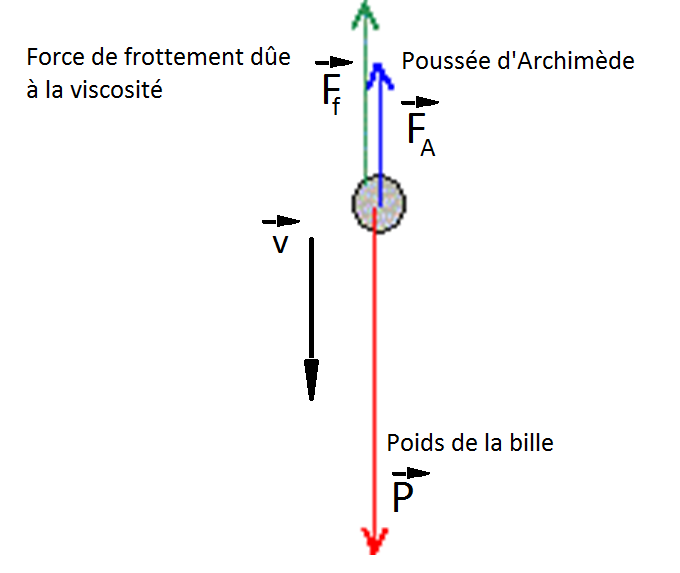 Force de frottement dûe
à la viscosité
Poussée d'Archimède
F_f
F_A
v
Poids de la bille
P